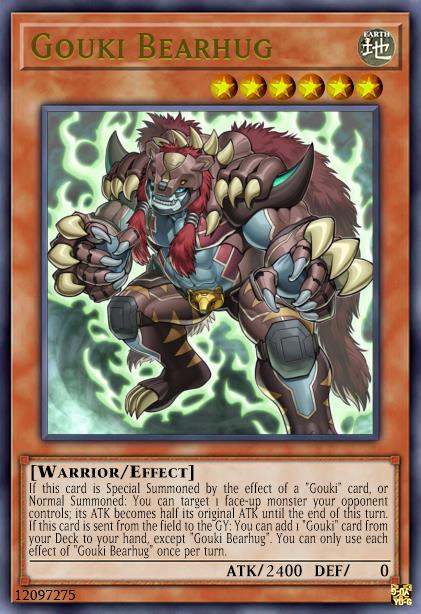 Gouki Bearhug
EARTH
地
[Warrior/Effect]
If this card is Special Summoned by the effect of a "Gouki" card, or
Normal Summoned: You can target 1 face-up monster your opponent
controls; its ATK becomes half its original ATK until the end of this turn.
If this card is sent from the field to the GY: You can add 1 "Gouki" card from
your Deck to your hand, except "Gouki Bearhug". You can only use each
effect of "Gouki Bearhug" once per turn.
ATK/2400 DEF/ 0
12097275